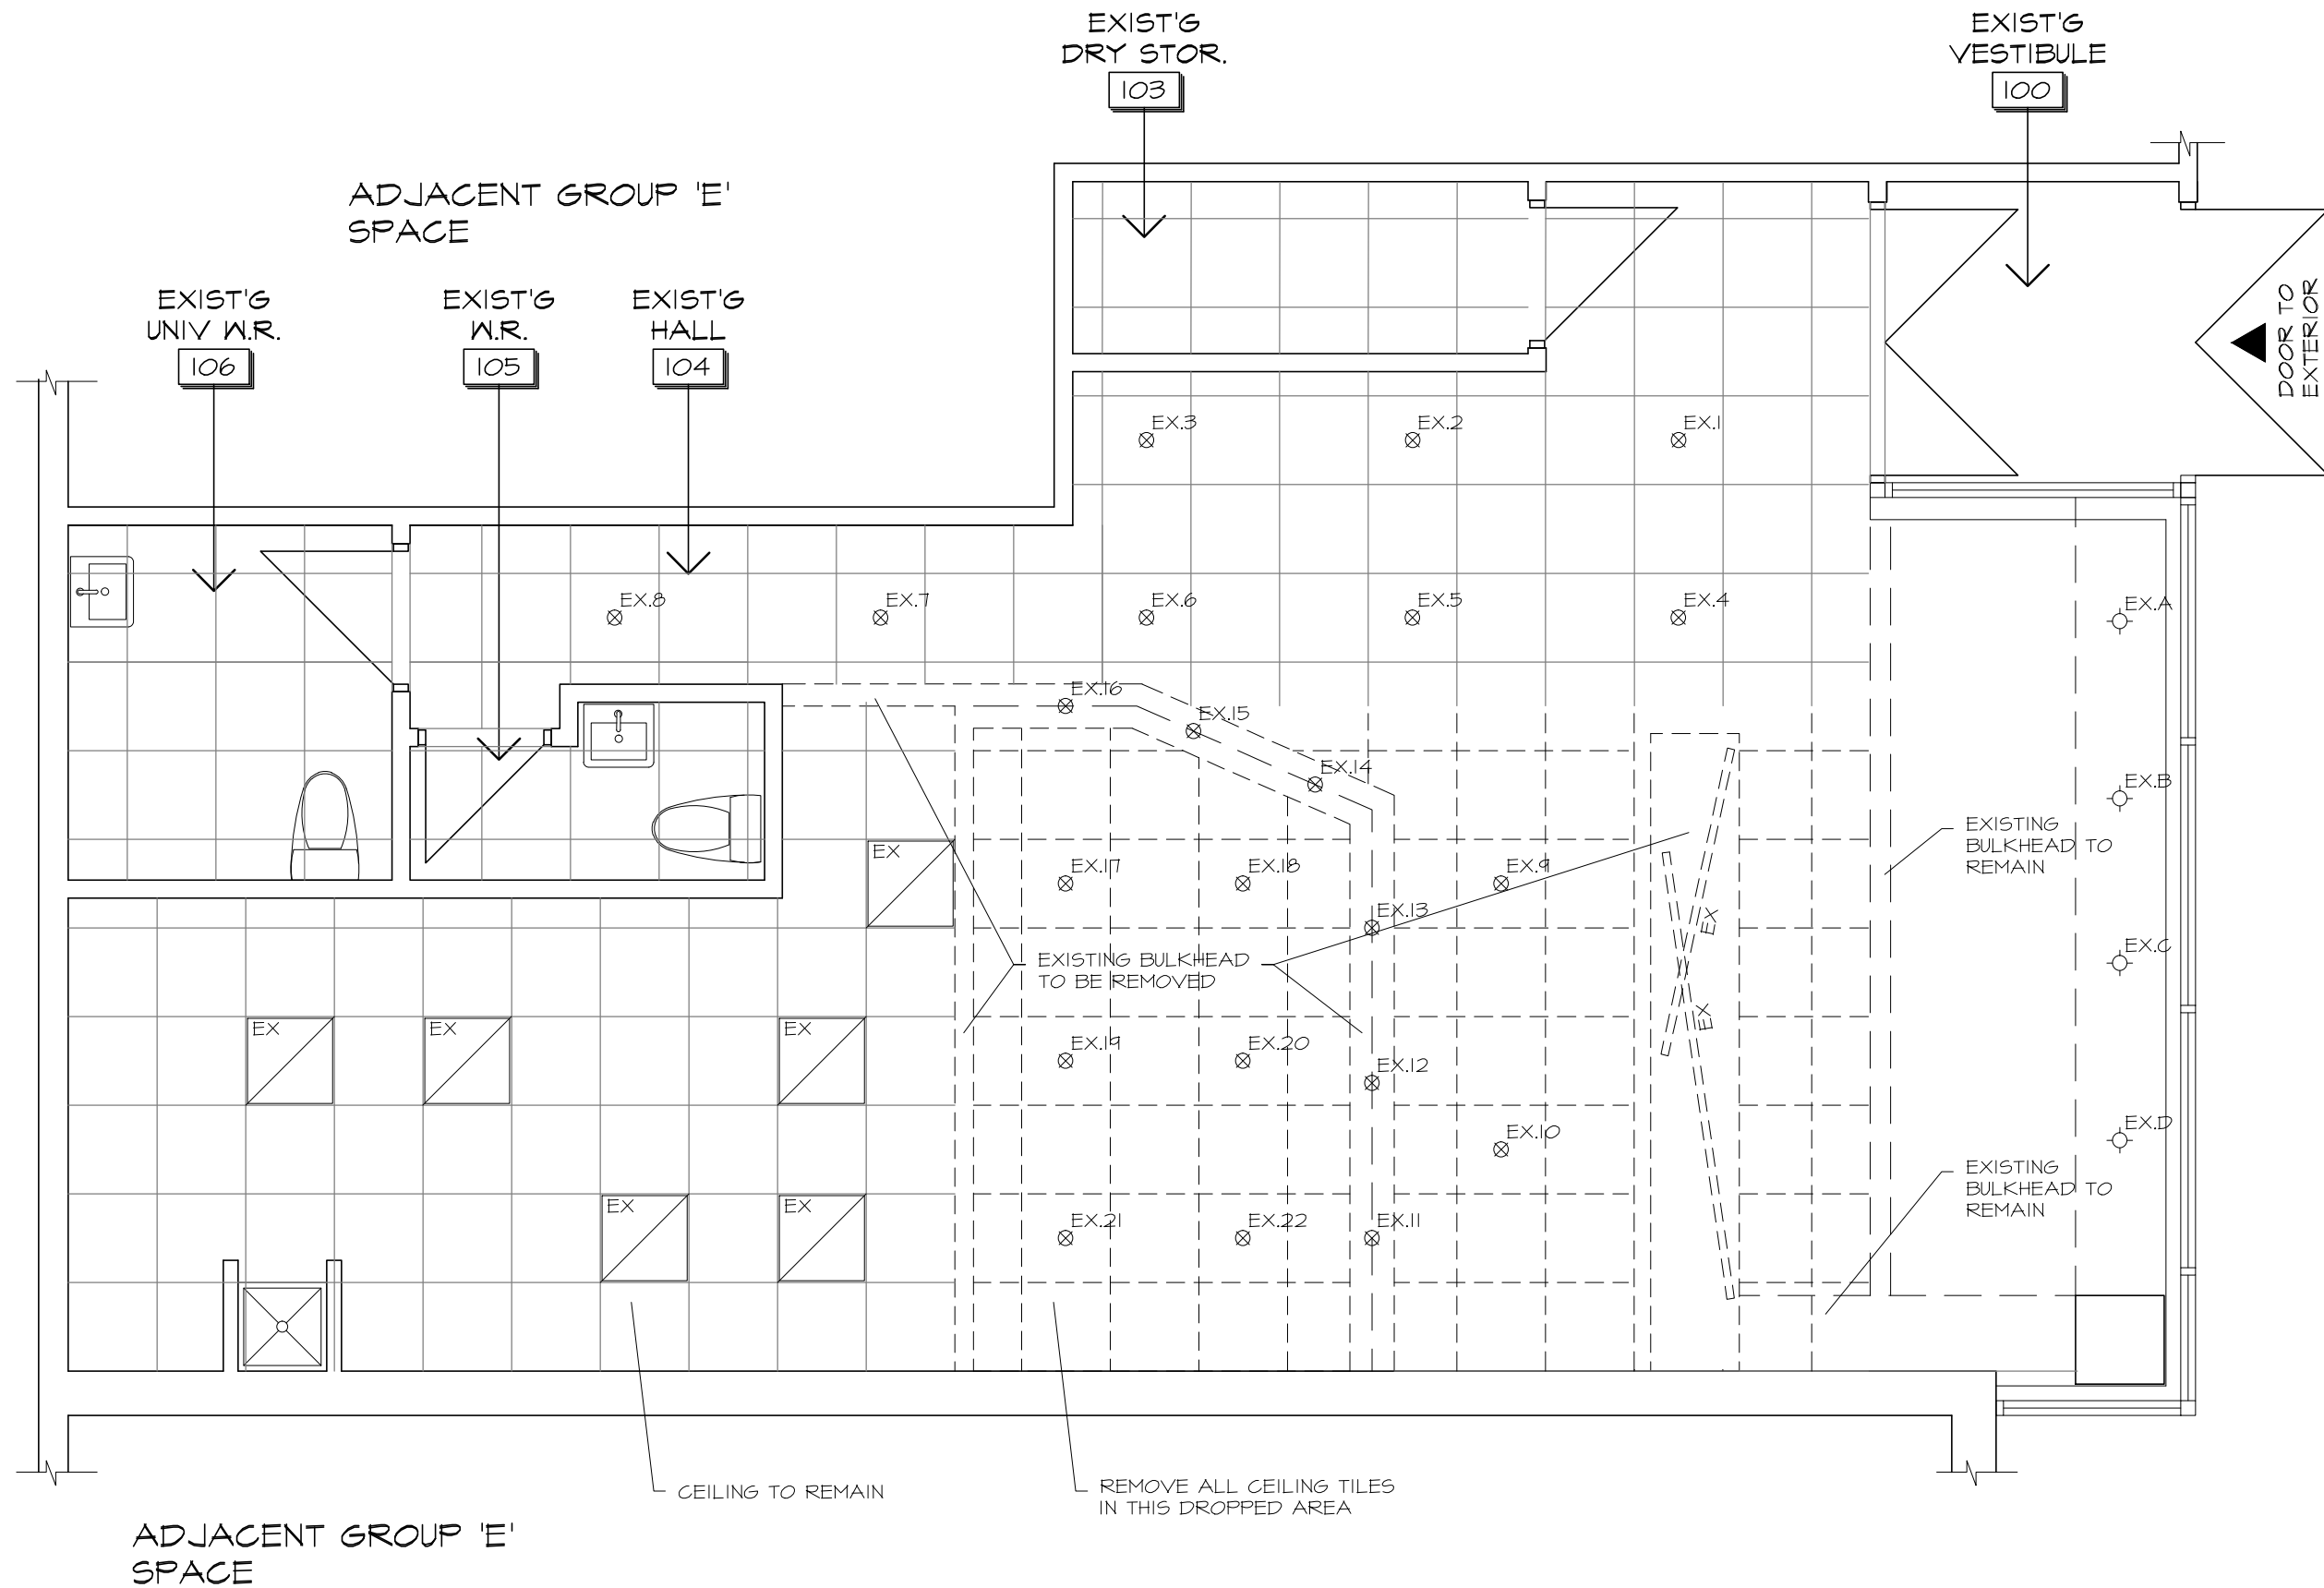 EXIST'G
DRY STOR.
103
EXIST'G
VESTIBULE
100
ADJACENT GROUP 'E'
SPACE
EXIST'G
UNIV W.R.
106
EXIST'G
W.R.
105
EXIST'G
HALL
104
DOOR TO
EXTERIOR
EX.3
EX.2
EX.1
EX.8
EX.7
EX.6
EX.5
EX.4
EX.A
EX.16
EX.15
EX.14
EX.B
EXISTING
BULKHEAD TO
REMAIN
EX
EX.17
EX.18
EX.9
EX.13
EX
EX.C
EXISTING BULKHEAD
TO BE REMOVED
EX
EX
EX
EX
EX.19
EX.20
EX.12
EX.D
EX.10
EXISTING
BULKHEAD TO
REMAIN
EX
EX
EX.21
EX.22
EX.11
CEILING TO REMAIN
REMOVE ALL CEILING TILES
IN THIS DROPPED AREA
ADJACENT GROUP 'E'
SPACE